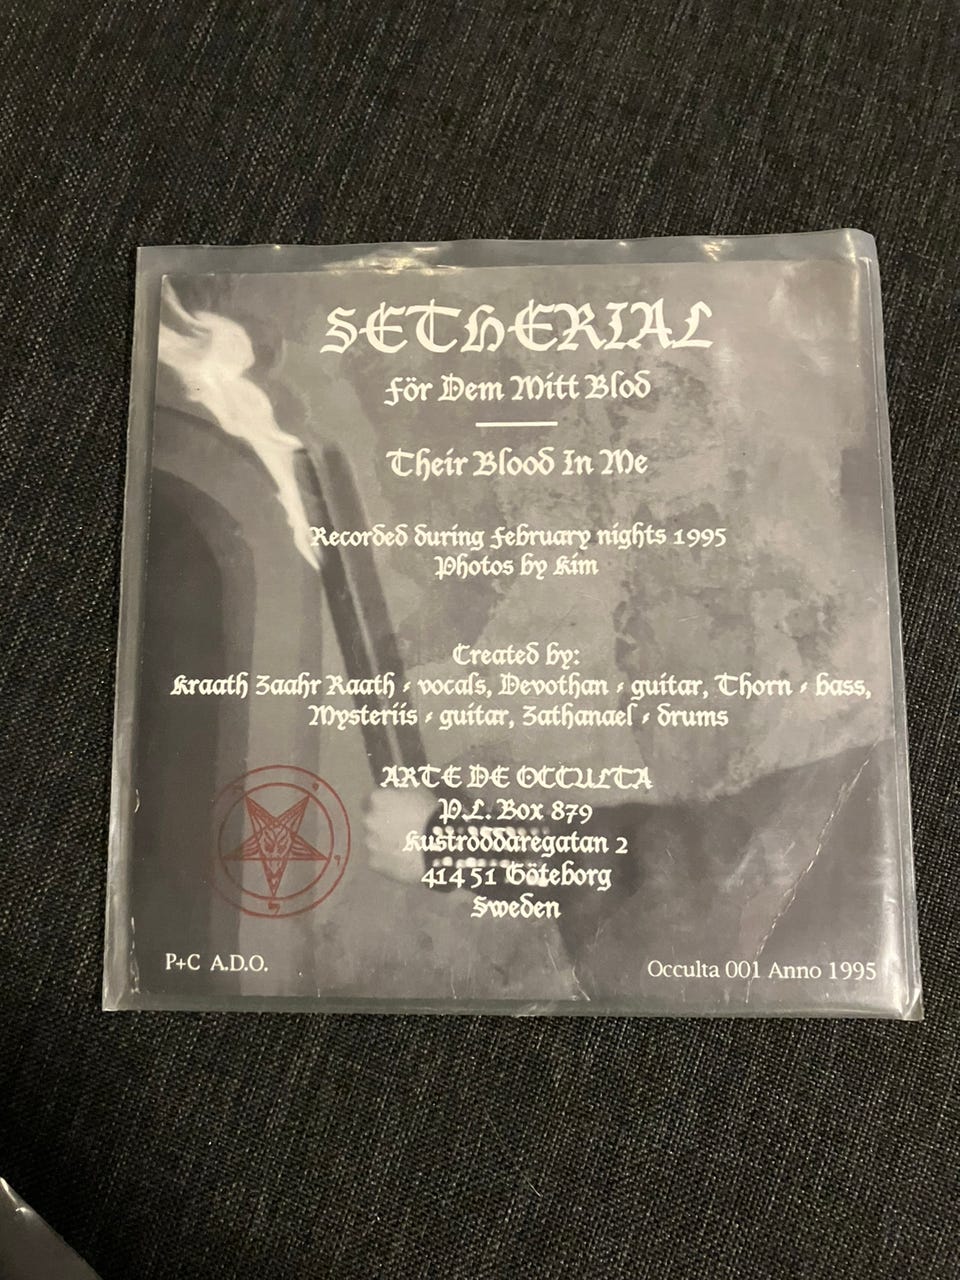 SETHERIAL
För Dem Mitt Blod
Their Blood In Me
Recorded during February nights 1995
Photos by Kim
Created by:
Kraath Zaahr Raath - vocals, Devothan - guitar, Thorn - bass,
Mysteriis - guitar, Zathanael - drums
ARTE DE OCCULTA
P.L. Box 879
Kustroddaregatan 2
414 51 Göteborg
Sweden
P+C A.D.O.
Occulta 001 Anno 1995